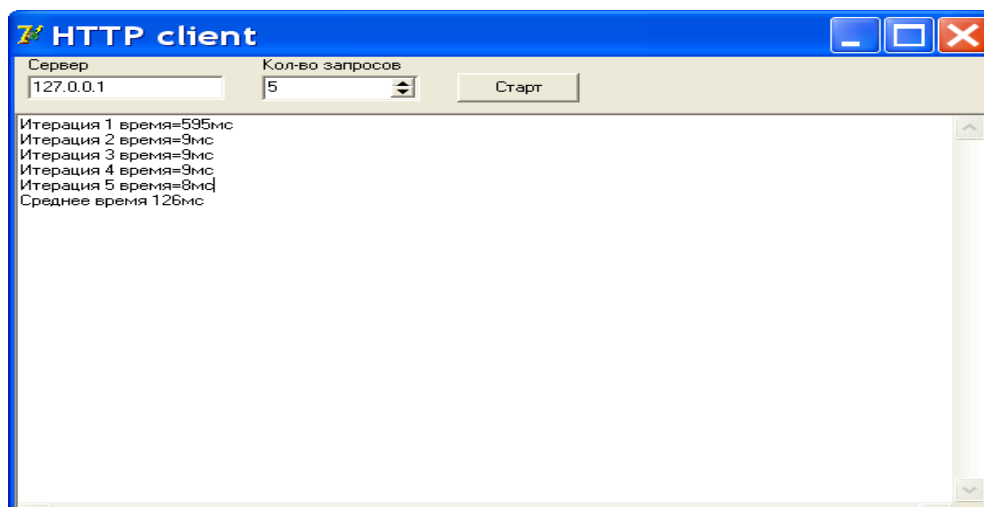 HTTP client
Сервер Кол-во запросов
127.0.0.1 5 Старт
Итерация 1 время=595мс
Итерация 2 время=9мс
Итерация 3 время=9мс
Итерация 4 время=9мс
Итерация 5 время=8мс
Среднее время 126мс